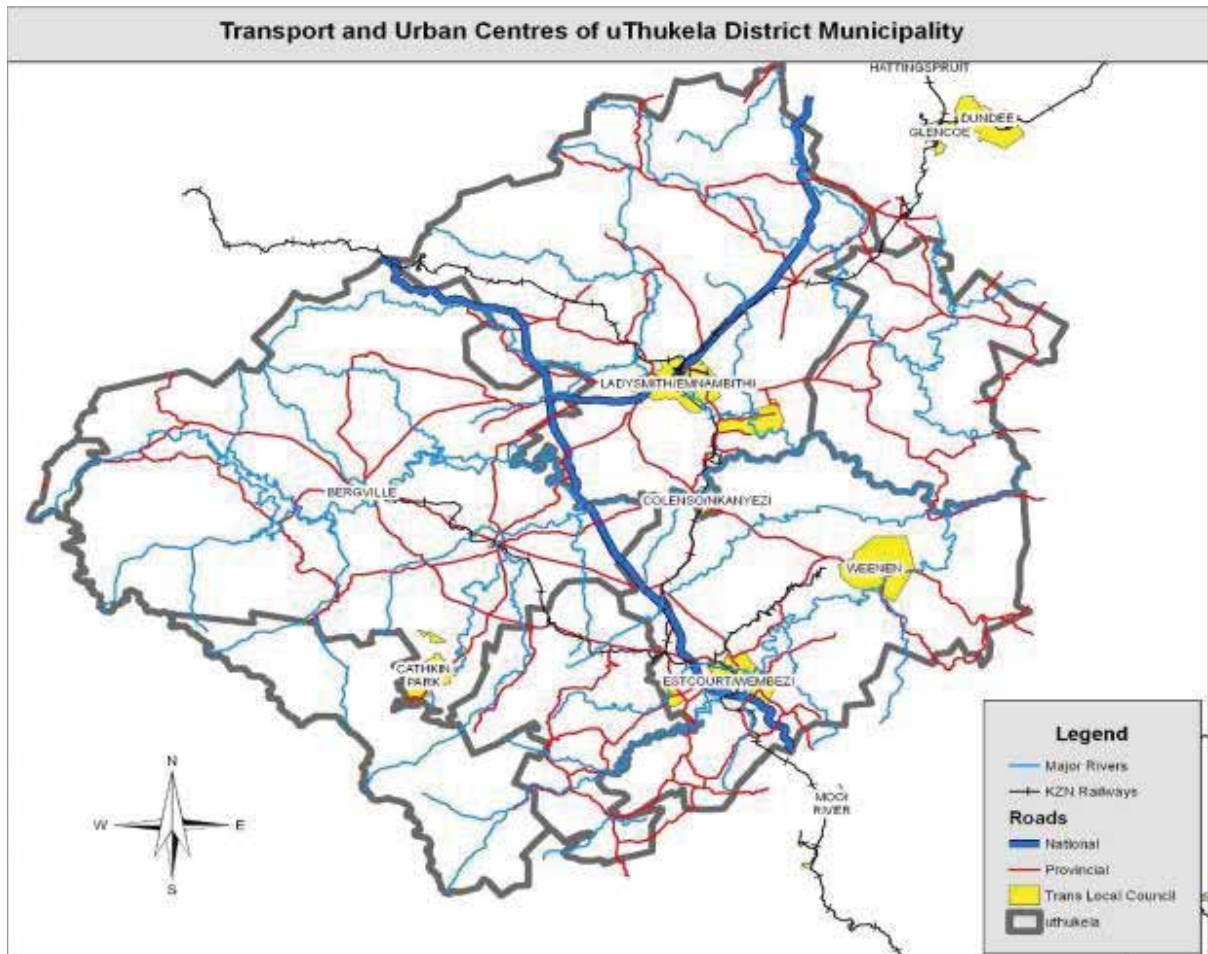 Transport and Urban Centres of uThukela District Municipality
HATTINGSPRUIT
DUNDEE
GLENCOE
LADYSMITH/EMNAMBITHI
BERGVILLE
COLENSO/NKANYEZI
WEENEN
CATHKIN
PARK
ESTCOURT/WEMBEZI
MOOI
RIVER
N
W
E
S
Legend
Major Rivers
KZN Railways
Roads
National
Provincial
Trans Local Council
uthukela